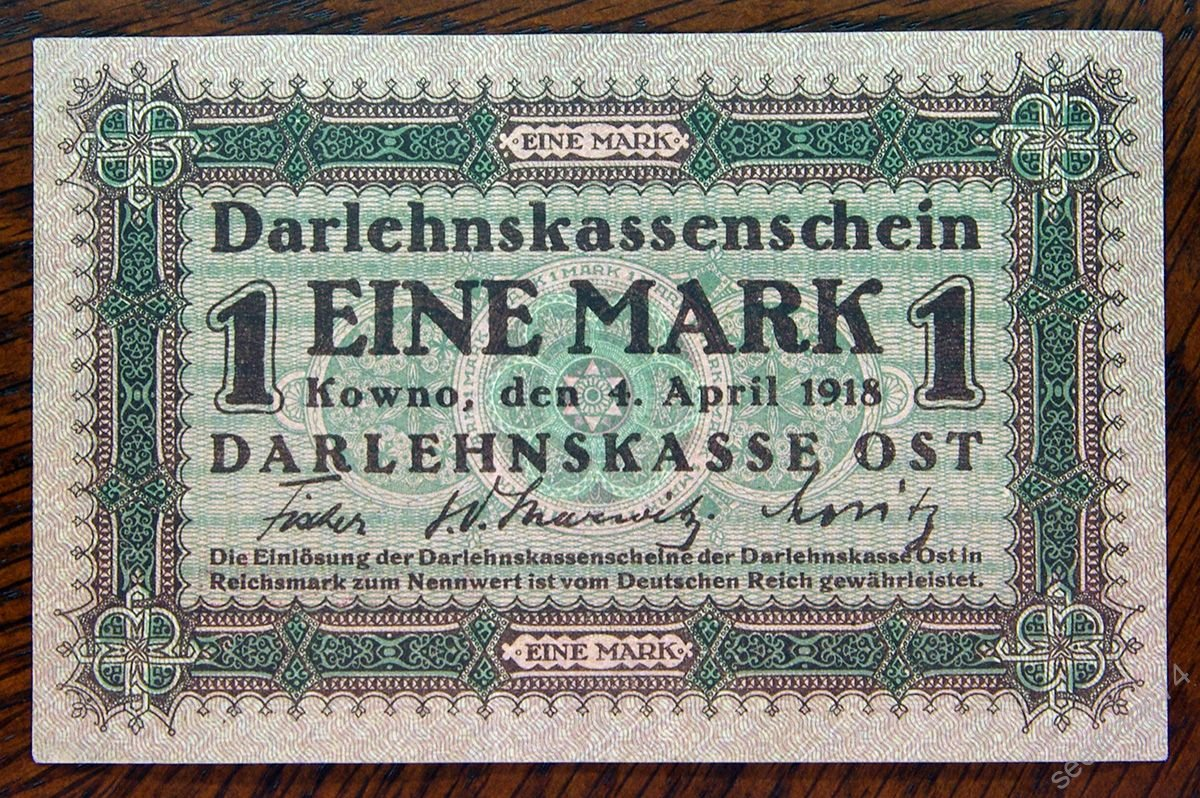 EINE MARK
Darlehnskassenschein
1 EINE MARK 1
Kowno, den 4. April 1918
DARLEHNSKASSE OST
Fischer
Die Einlösung der Darlehnskassenscheine der Darlehnskasse Ost in
Reichsmark zum Nennwert ist vom Deutschen Reich gewährleistet.
EINE MARK